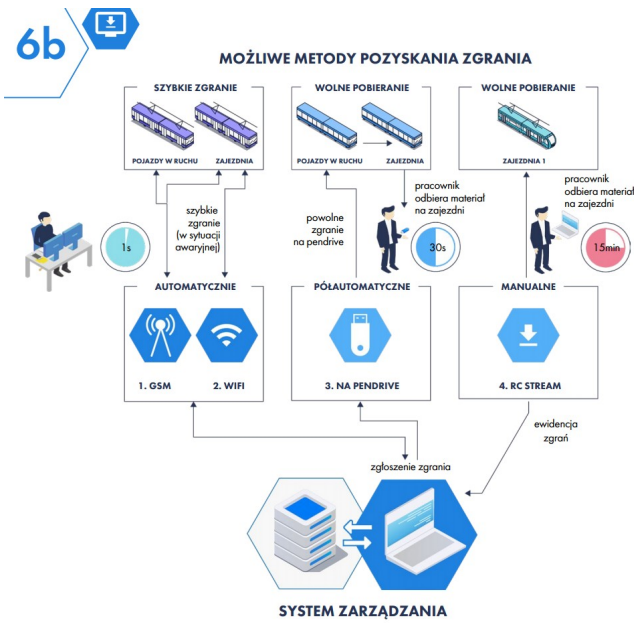 6b
MOŻLIWE METODY POZYSKANIA ZGRANIA
SZYBKIE ZGRANIE
POJAZDY W RUCHU
ZAJEZDNIA
WOLNE POBIERANIE
POJAZDY W RUCHU
ZAJEZDNIA
WOLNE POBIERANIE
ZAJEZDNIA 1
szybkie
zgranie
(w sytuacji
awaryjnej)
powolne
zgranie
na pendrive
pracownik
odbiera materiał
na zajezdni
pracownik
odbiera materiał
na zajezdni
1s
30s
15min
AUTOMATYCZNIE
1. GSM
2. WIFI
PÓŁAUTOMATYCZNE
3. NA PENDRIVE
MANUALNE
4. RC STREAM
zgłoszenie zgrania
ewidencja
zgrań
SYSTEM ZARZĄDZANIA